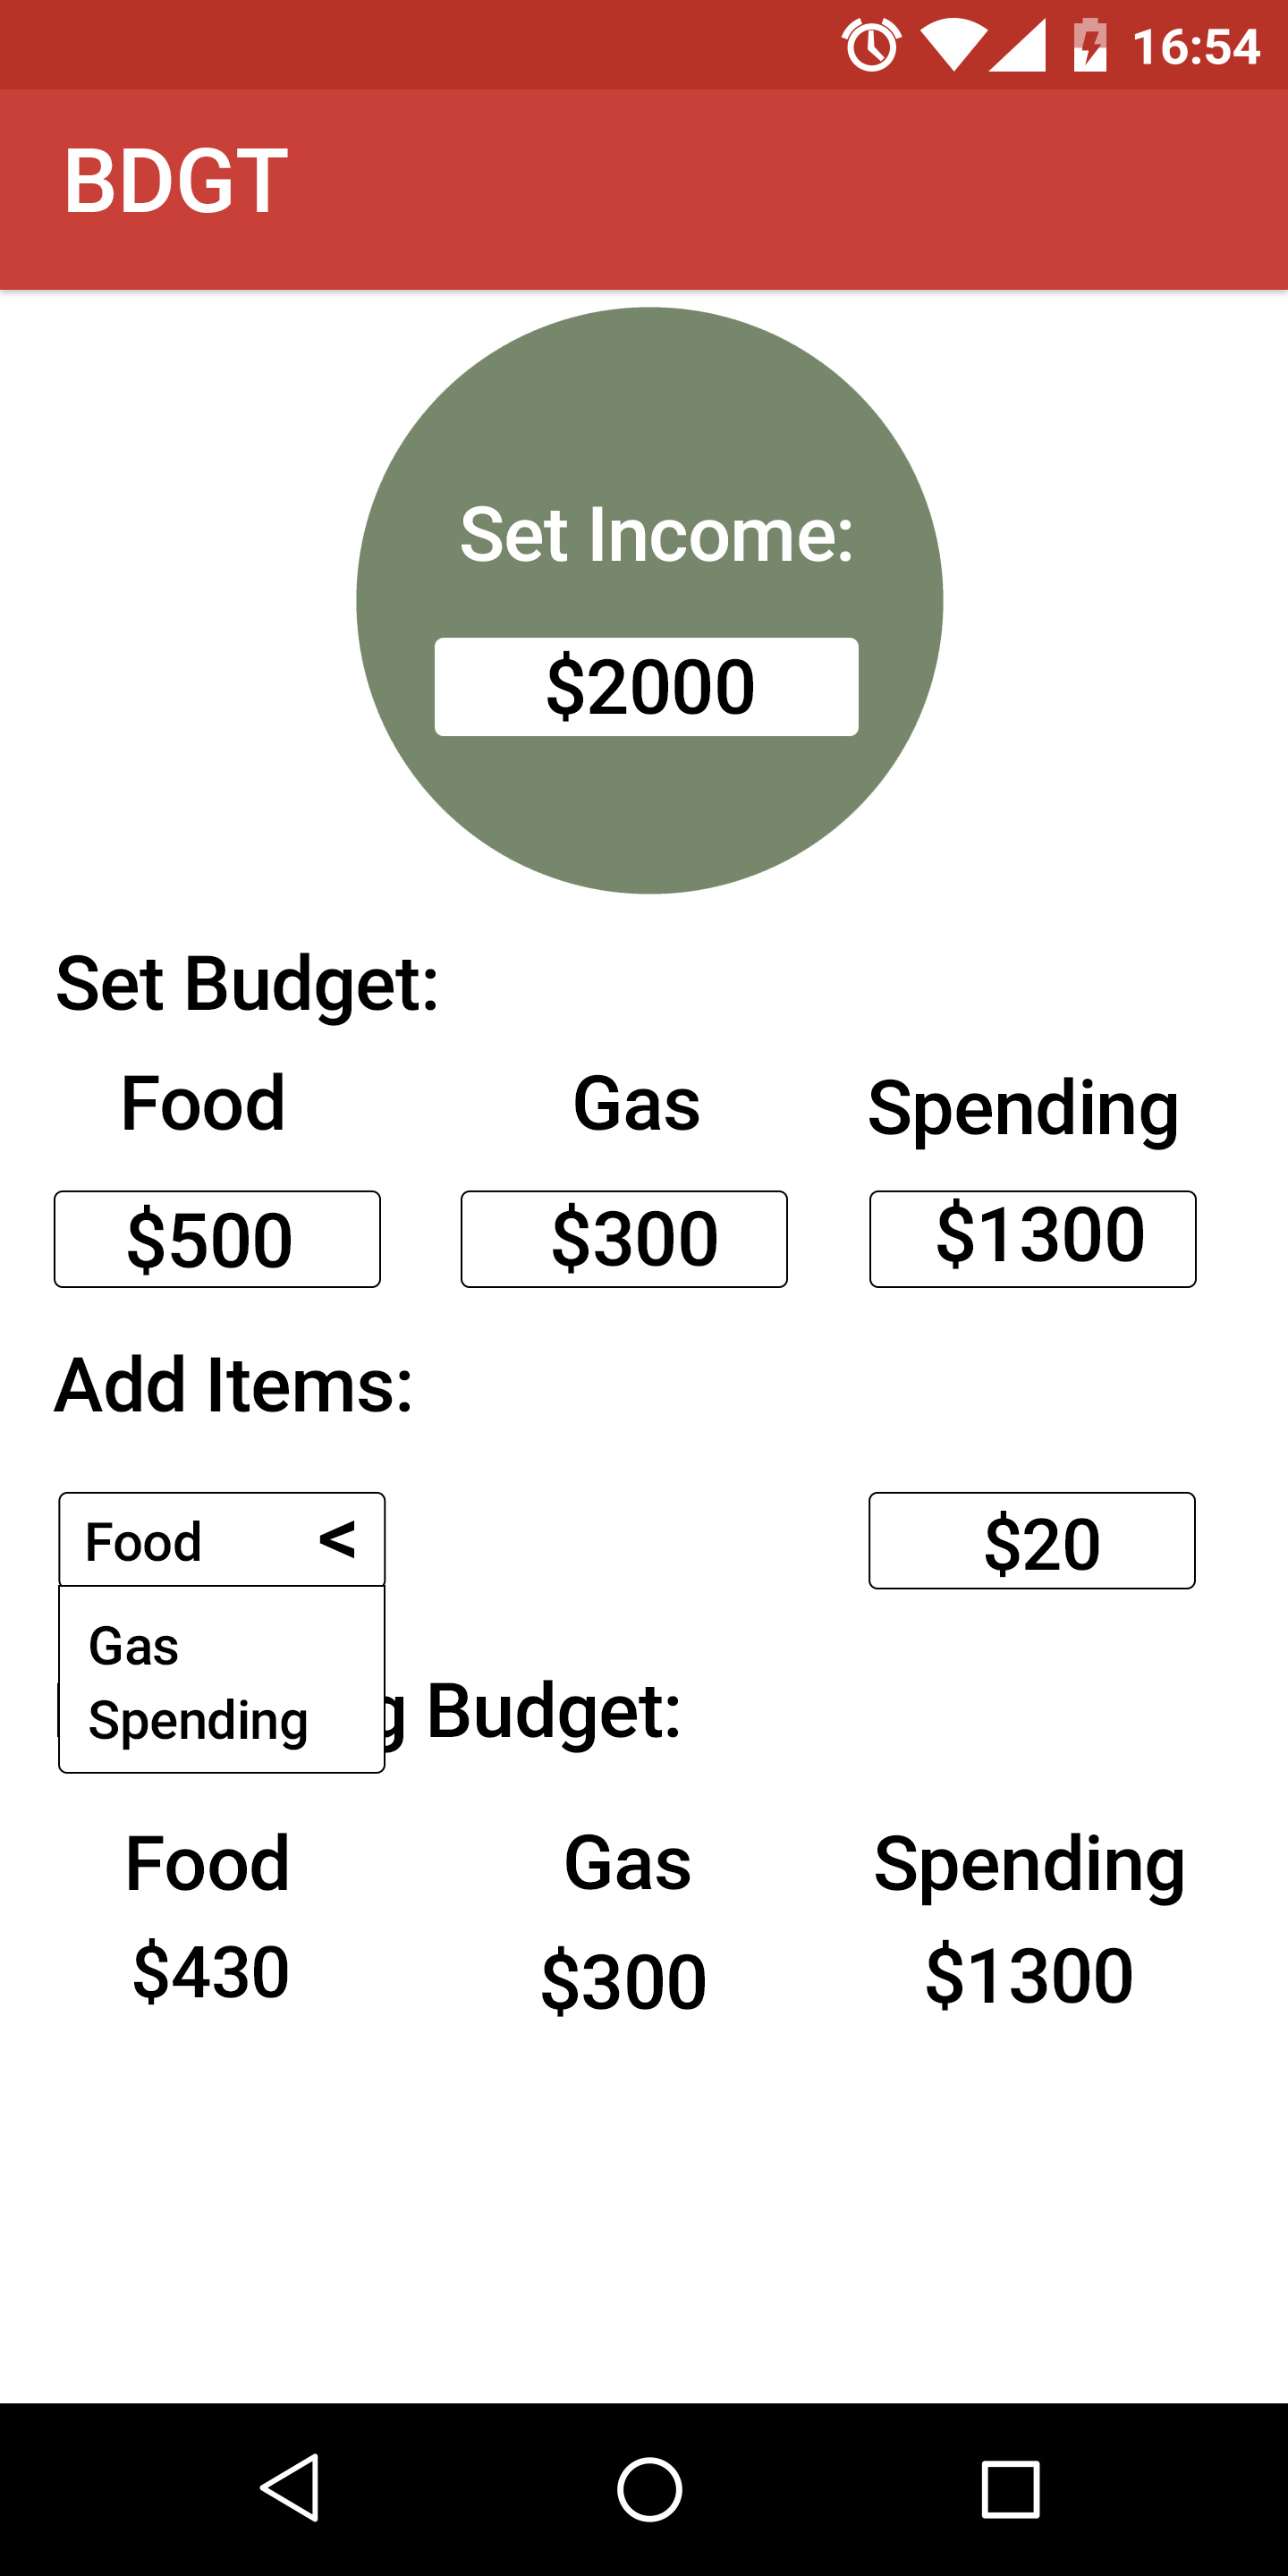 16:54
BDGT
Set Income:
$2000
Set Budget:
Food Gas Spending
$500 $300 $1300
Add Items:
Food < $20
Gas
Spending
Budget:
Food Gas Spending
$430 $300 $1300